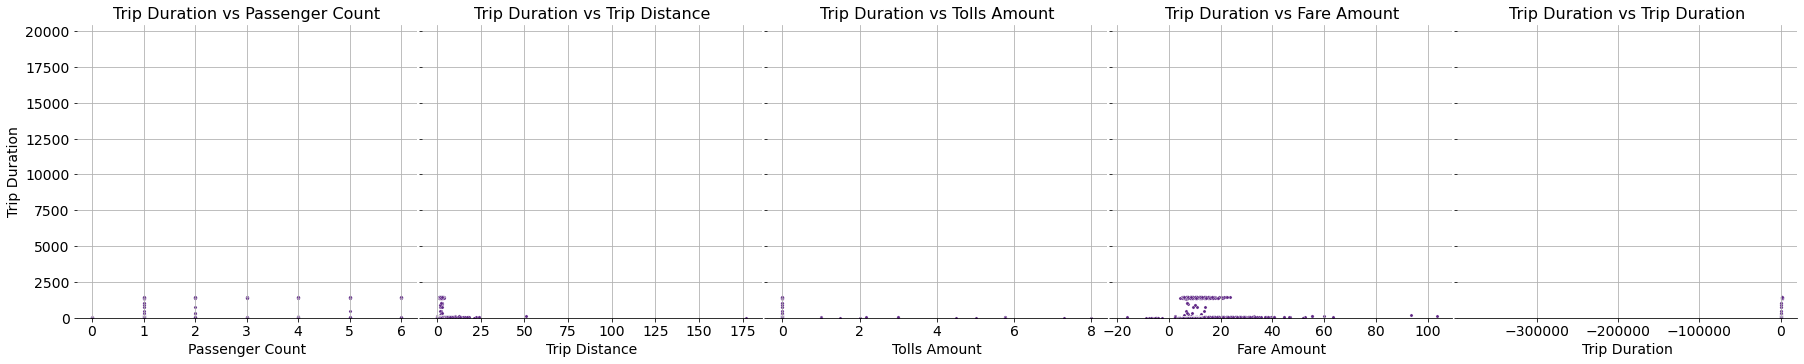 Trip Duration vs Passenger Count
Trip Duration vs Trip Distance
Trip Duration vs Tolls Amount
Trip Duration vs Fare Amount
Trip Duration vs Trip Duration
Trip Duration
20000
17500
15000
12500
10000
7500
5000
2500
0
0 1 2 3 4 5 6
0 25 50 75 100 125 150 175
0 2 4 6 8
−20 0 20 40 60 80 100
−300000 −200000 −100000 0
Passenger Count
Trip Distance
Tolls Amount
Fare Amount
Trip Duration